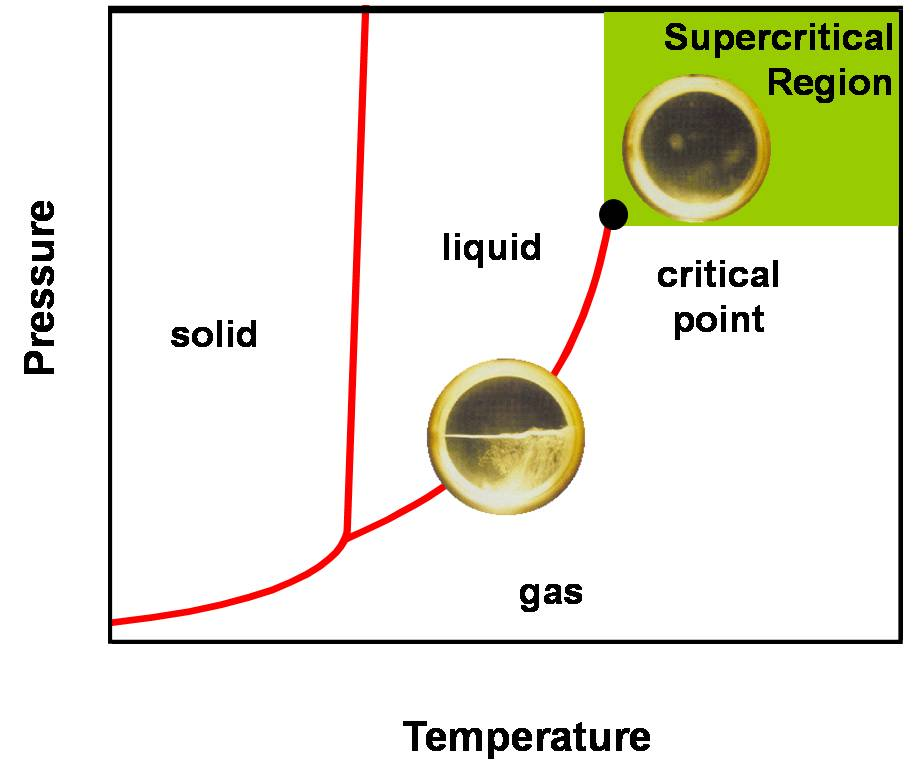 Supercritical
Region
Pressure
liquid
critical
point
solid
gas
Temperature